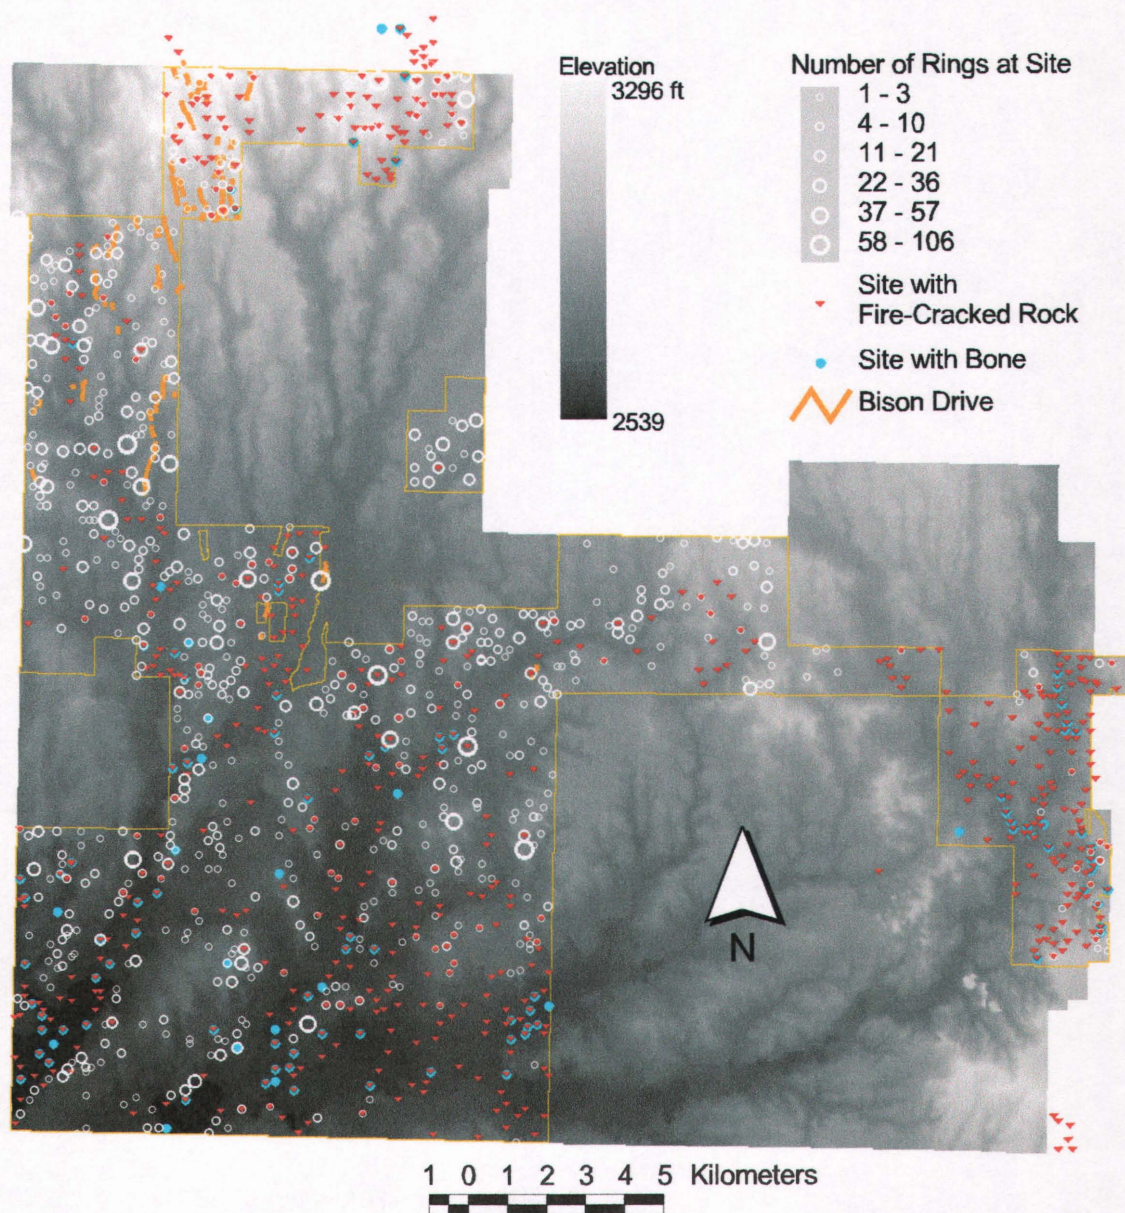 Elevation
3296 ft
2539
Number of Rings at Site
1 - 3
4 - 10
11 - 21
22 - 36
37 - 57
58 - 106
Site with
Fire-Cracked Rock
Site with Bone
Bison Drive
N
1 0 1 2 3 4 5 Kilometers